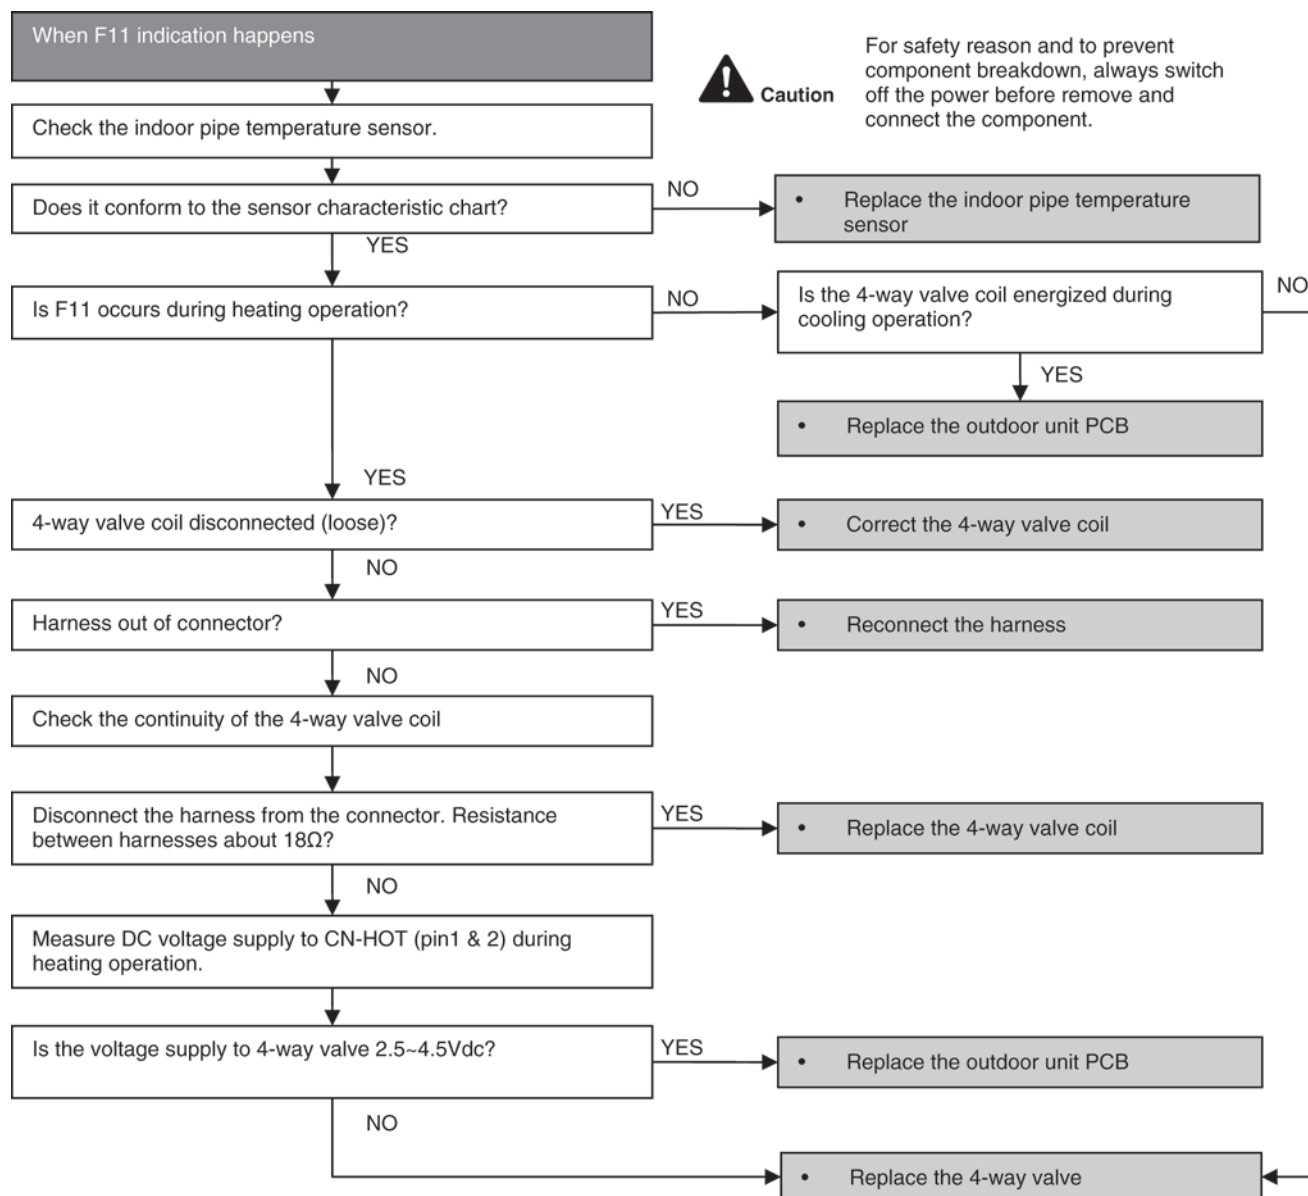 When F11 indication happens
Caution
For safety reason and to prevent
component breakdown, always switch
off the power before remove and
connect the component.
Check the indoor pipe temperature sensor.
Does it conform to the sensor characteristic chart?
NO
• Replace the indoor pipe temperature
sensor
YES
Is F11 occurs during heating operation?
NO
Is the 4-way valve coil energized during
cooling operation?
NO
YES
• Replace the outdoor unit PCB
YES
4-way valve coil disconnected (loose)?
YES
• Correct the 4-way valve coil
NO
Harness out of connector?
YES
• Reconnect the harness
NO
Check the continuity of the 4-way valve coil
Disconnect the harness from the connector. Resistance
between harnesses about 18Ω?
YES
• Replace the 4-way valve coil
NO
Measure DC voltage supply to CN-HOT (pin1 & 2) during
heating operation.
Is the voltage supply to 4-way valve 2.5~4.5Vdc?
YES
• Replace the outdoor unit PCB
NO
• Replace the 4-way valve